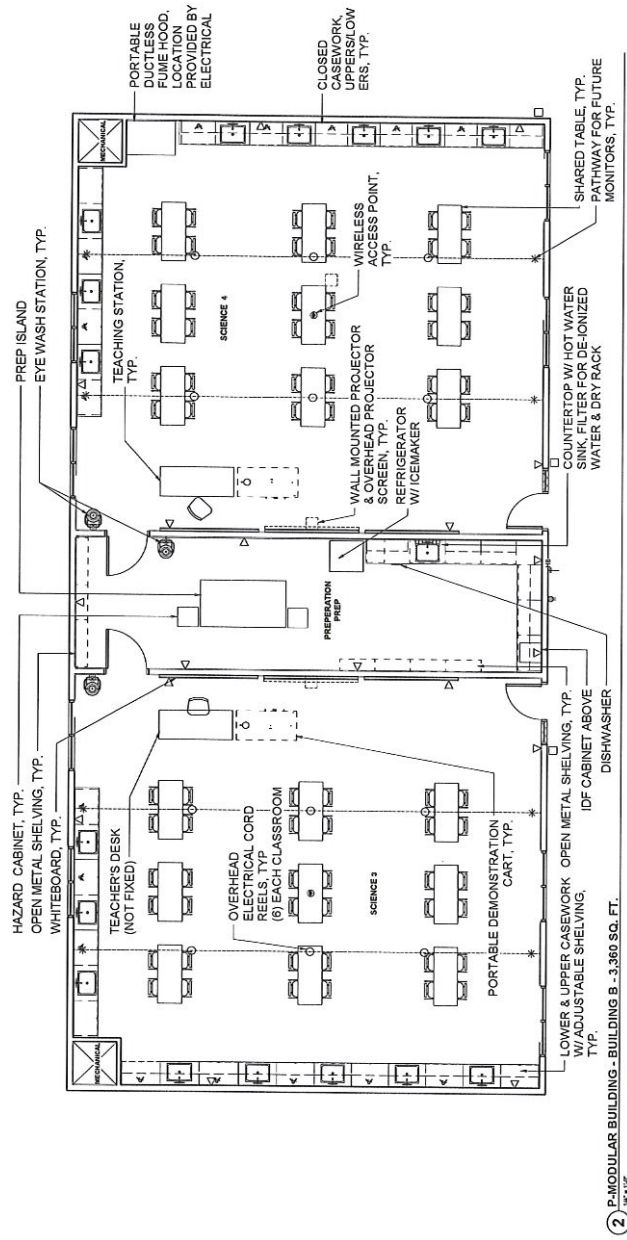 HAZARD CABINET, TYP.
OPEN METAL SHELVING, TYP.
WHITEBOARD, TYP.
TEACHER'S DESK
(NOT FIXED)
OVERHEAD
ELECTRICAL CORD
REELS, TYP
(6) EACH CLASSROOM
PORTABLE DEMONSTRATION
CART, TYP.
LOWER & UPPER CASEWORK
W/ ADJUSTABLE SHELVING,
TYP.
OPEN METAL SHELVING, TYP.
IDF CABINET ABOVE
DISHWASHER
MECHANICAL
SCIENCE 3
PREPERATION
PREP
PREP ISLAND
EYE WASH STATION, TYP.
TEACHING STATION,
TYP.
SCIENCE 4
WIRELESS
ACCESS POINT,
TYP.
WALL MOUNTED PROJECTOR
& OVERHEAD PROJECTOR
SCREEN, TYP.
REFRIGERATOR
W/ ICEMAKER
COUNTERTOP W/ HOT WATER
SINK, FILTER FOR DE-IONIZED
WATER & DRY RACK
MECHANICAL
PORTABLE
DUCTLESS
FUME HOOD,
LOCATION
PROVIDED BY
ELECTRICAL
CLOSED
CASEWORK,
UPPERS/LOW
ERS, TYP.
SHARED TABLE, TYP.
PATHWAY FOR FUTURE
MONITORS, TYP.
2 P-MODULAR BUILDING - BUILDING B - 3,360 SQ. FT.